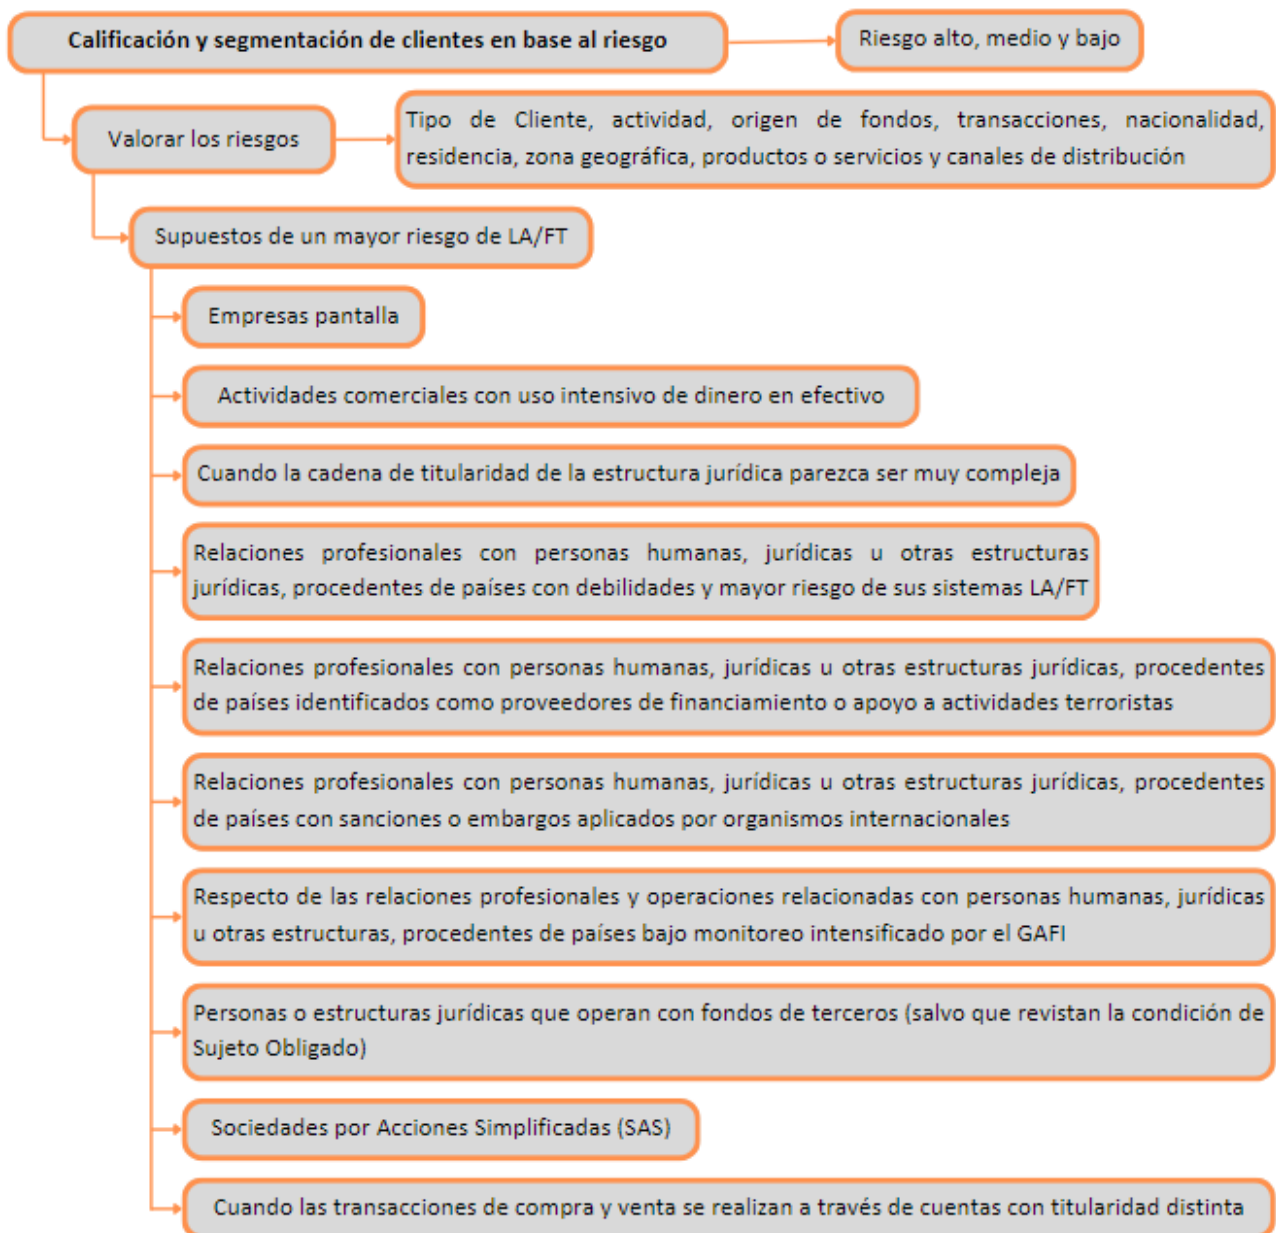 Calificación y segmentación de clientes en base al riesgo
Riesgo alto, medio y bajo
Valorar los riesgos
Tipo de Cliente, actividad, origen de fondos, transacciones, nacionalidad,
residencia, zona geográfica, productos o servicios y canales de distribución
Supuestos de un mayor riesgo de LA/FT
Empresas pantalla
Actividades comerciales con uso intensivo de dinero en efectivo
Cuando la cadena de titularidad de la estructura jurídica parezca ser muy compleja
Relaciones profesionales con personas humanas, jurídicas u otras estructuras
jurídicas, procedentes de países con debilidades y mayor riesgo de sus sistemas LA/FT
Relaciones profesionales con personas humanas, jurídicas u otras estructuras jurídicas, procedentes
de países identificados como proveedores de financiamiento o apoyo a actividades terroristas
Relaciones profesionales con personas humanas, jurídicas u otras estructuras jurídicas, procedentes
de países con sanciones o embargos aplicados por organismos internacionales
Respecto de las relaciones profesionales y operaciones relacionadas con personas humanas, jurídicas
u otras estructuras, procedentes de países bajo monitoreo intensificado por el GAFI
Personas o estructuras jurídicas que operan con fondos de terceros (salvo que revistan la condición de
Sujeto Obligado)
Sociedades por Acciones Simplificadas (SAS)
Cuando las transacciones de compra y venta se realizan a través de cuentas con titularidad distinta